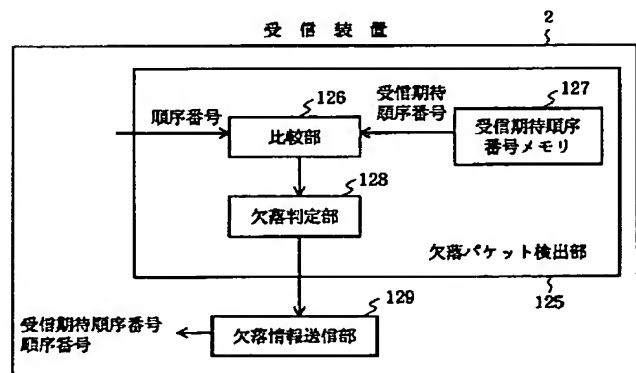 受信装置
2
126
127
順序番号
受信期待
順序番号
比較部
受信期待順序
番号メモリ
128
欠落判定部
欠落パケット検出部
125
129
受信期待順序番号
順序番号
欠落情報送信部